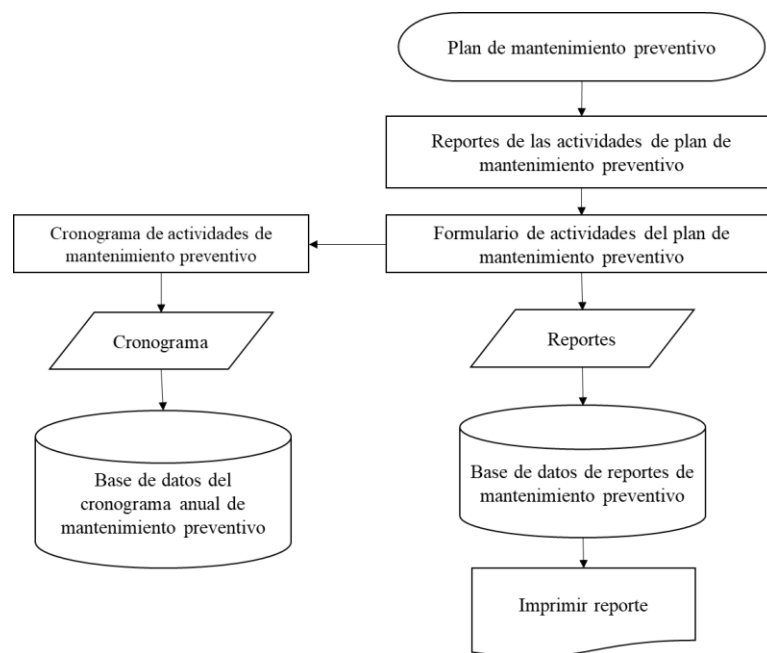 Plan de mantenimiento preventivo
Reportes de las actividades de plan de
mantenimiento preventivo
Cronograma de actividades de
mantenimiento preventivo
Formulario de actividades del plan de
mantenimiento preventivo
Cronograma
Reportes
Base de datos del
cronograma anual de
mantenimiento preventivo
Base de datos de reportes de
mantenimiento preventivo
Imprimir reporte